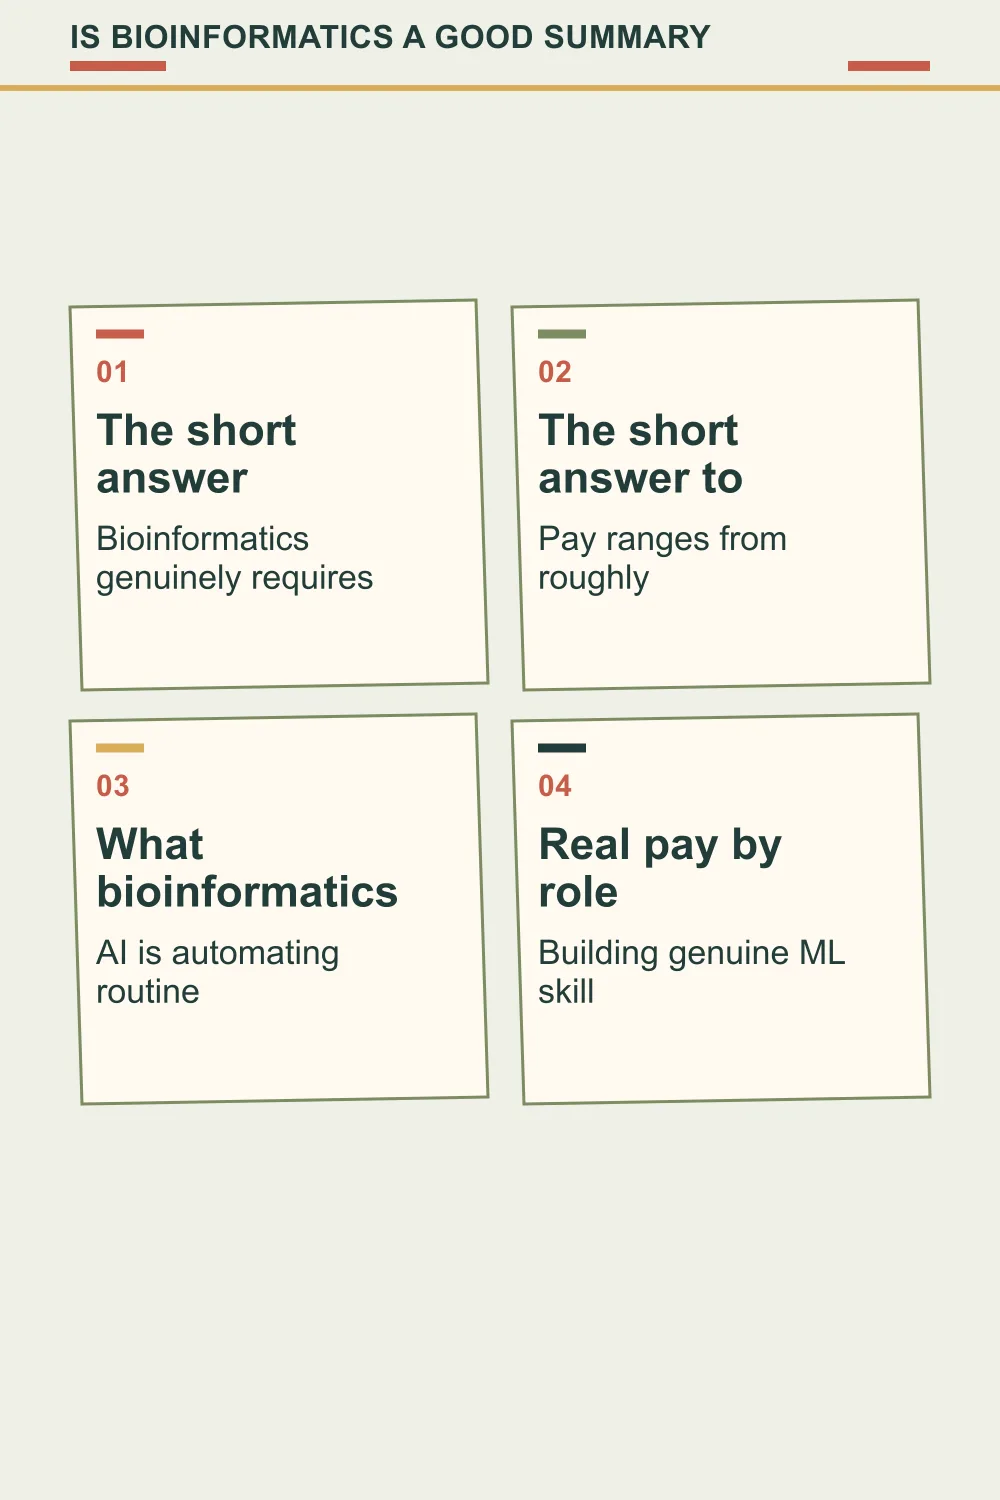 IS BIOINFORMATICS A GOOD SUMMARY
01
The short
answer
Bioinformatics
genuinely requires
02
The short
answer to
Pay ranges from
roughly
03
What
bioinformatics
AI is automating
routine
04
Real pay by
role
Building genuine ML
skill